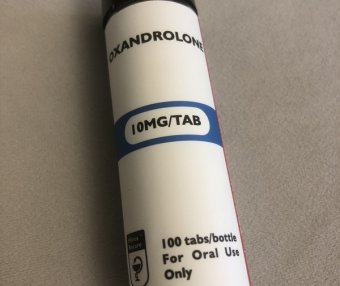 OXANDROLONE
10MG/TAB
100 tabs/bottle
For Oral Use
Only